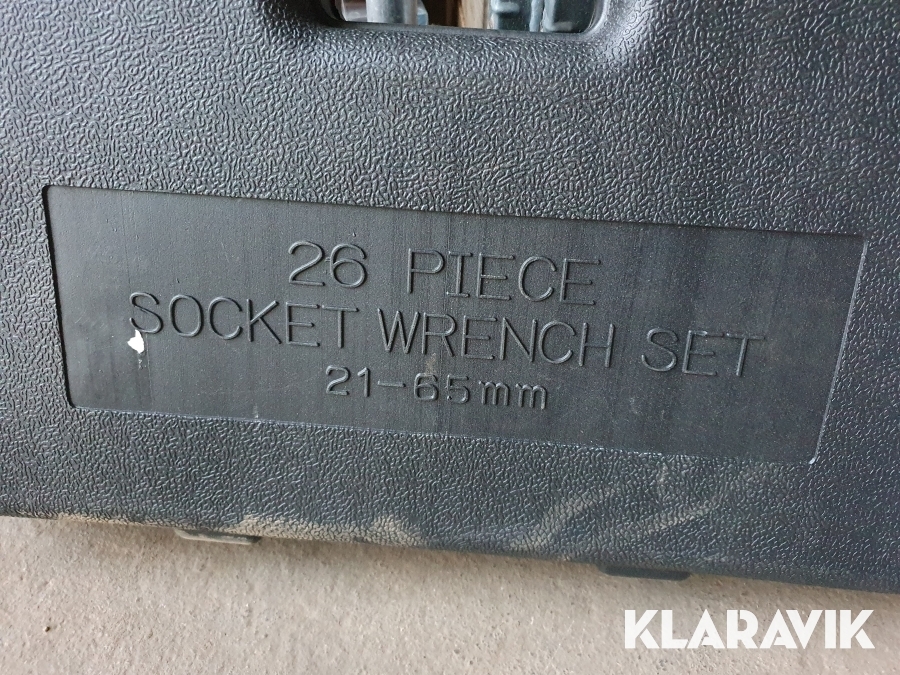 26 PIECE
SOCKET WRENCH SET
21-65mm
KLARAVIK